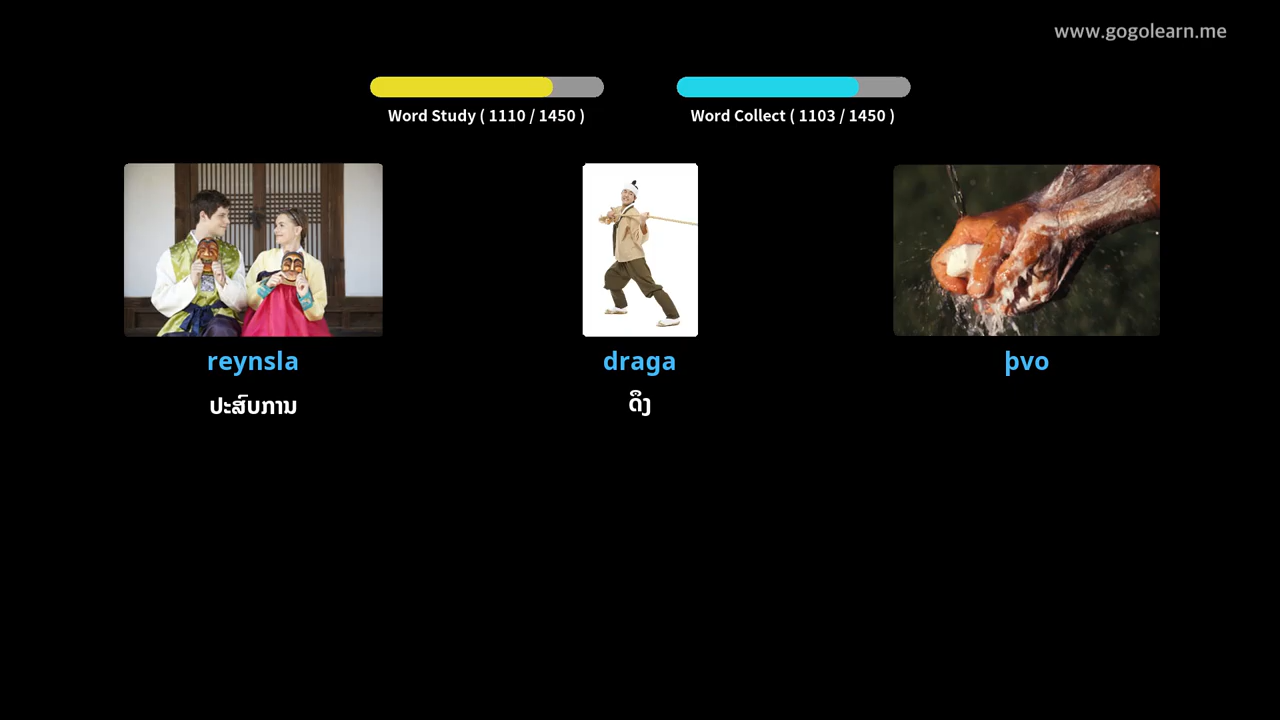 www.gogolearn.me
Word Study ( 1110 / 1450 )
Word Collect ( 1103 / 1450 )
reynsla
draga
þvo
ປະສົບການ
ດຶງ